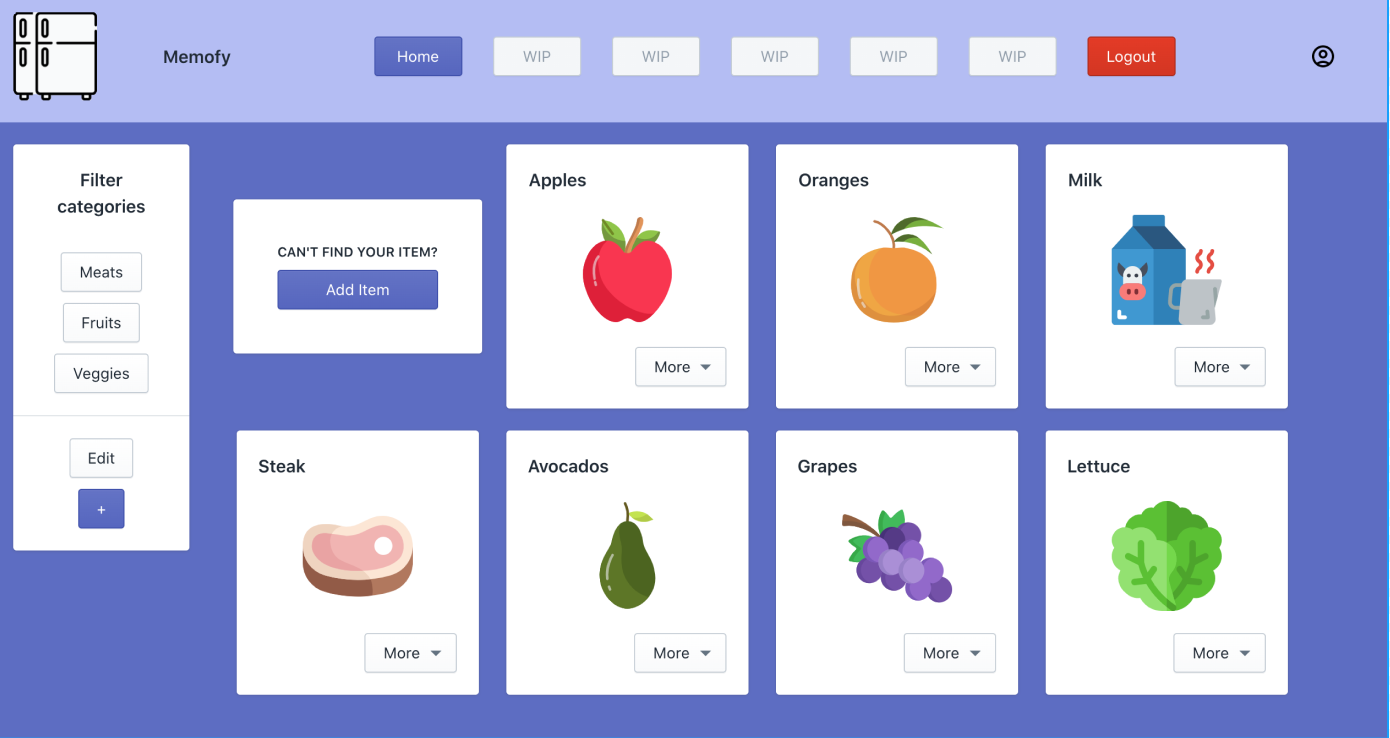 Memofy
Home
WIP
WIP
WIP
WIP
WIP
Logout
Filter
categories
Meats
Fruits
Veggies
Edit
+
CAN'T FIND YOUR ITEM?
Add Item
Apples
More
Oranges
More
Milk
More
Steak
More
Avocados
More
Grapes
More
Lettuce
More